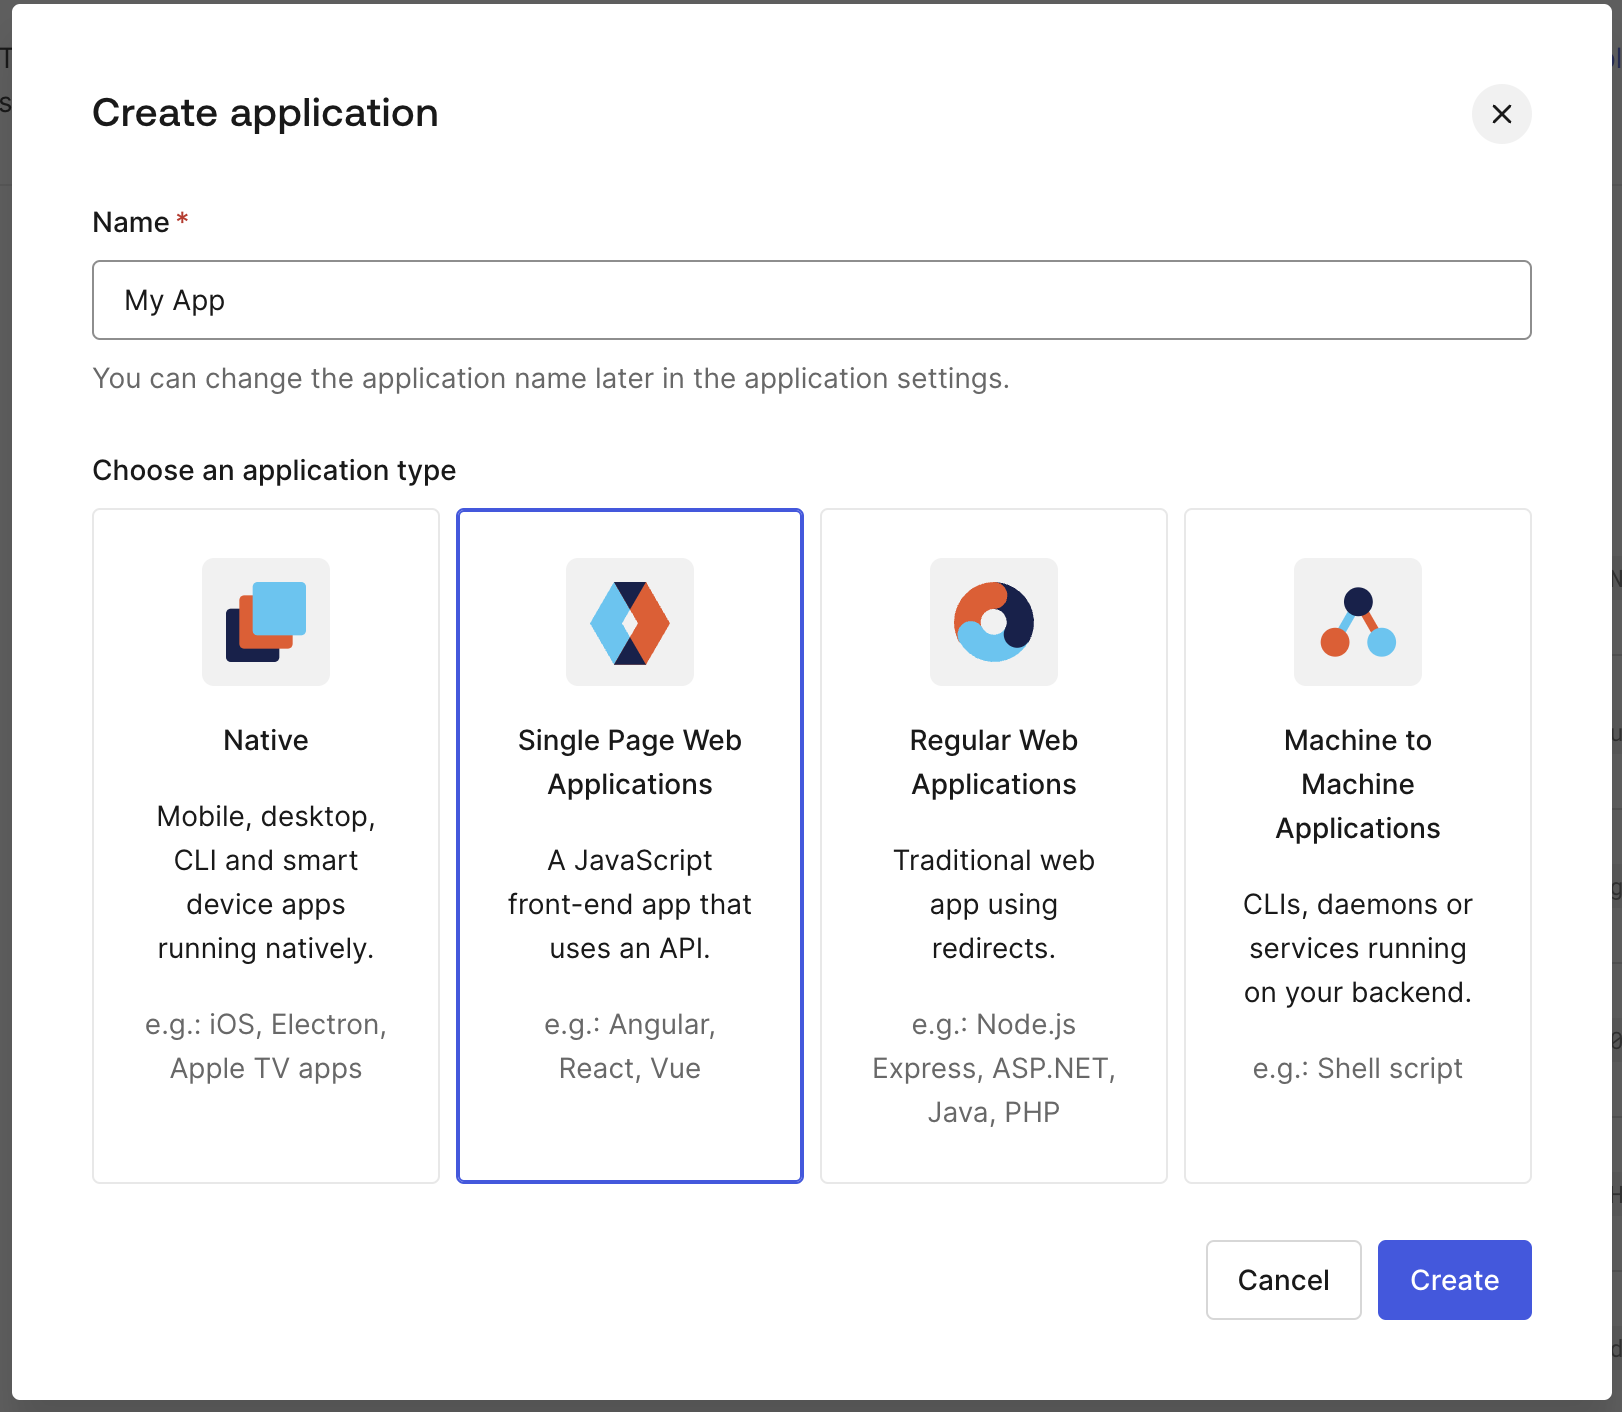 Create application
Name *
My App
You can change the application name later in the application settings.
Choose an application type
Native
Mobile, desktop,
CLI and smart
device apps
running natively.
e.g.: iOS, Electron,
Apple TV apps
Single Page Web
Applications
A JavaScript
front-end app that
uses an API.
e.g.: Angular,
React, Vue
Regular Web
Applications
Traditional web
app using
redirects.
e.g.: Node.js
Express, ASP.NET,
Java, PHP
Machine to
Machine
Applications
CLIs, daemons or
services running
on your backend.
e.g.: Shell script
Cancel
Create